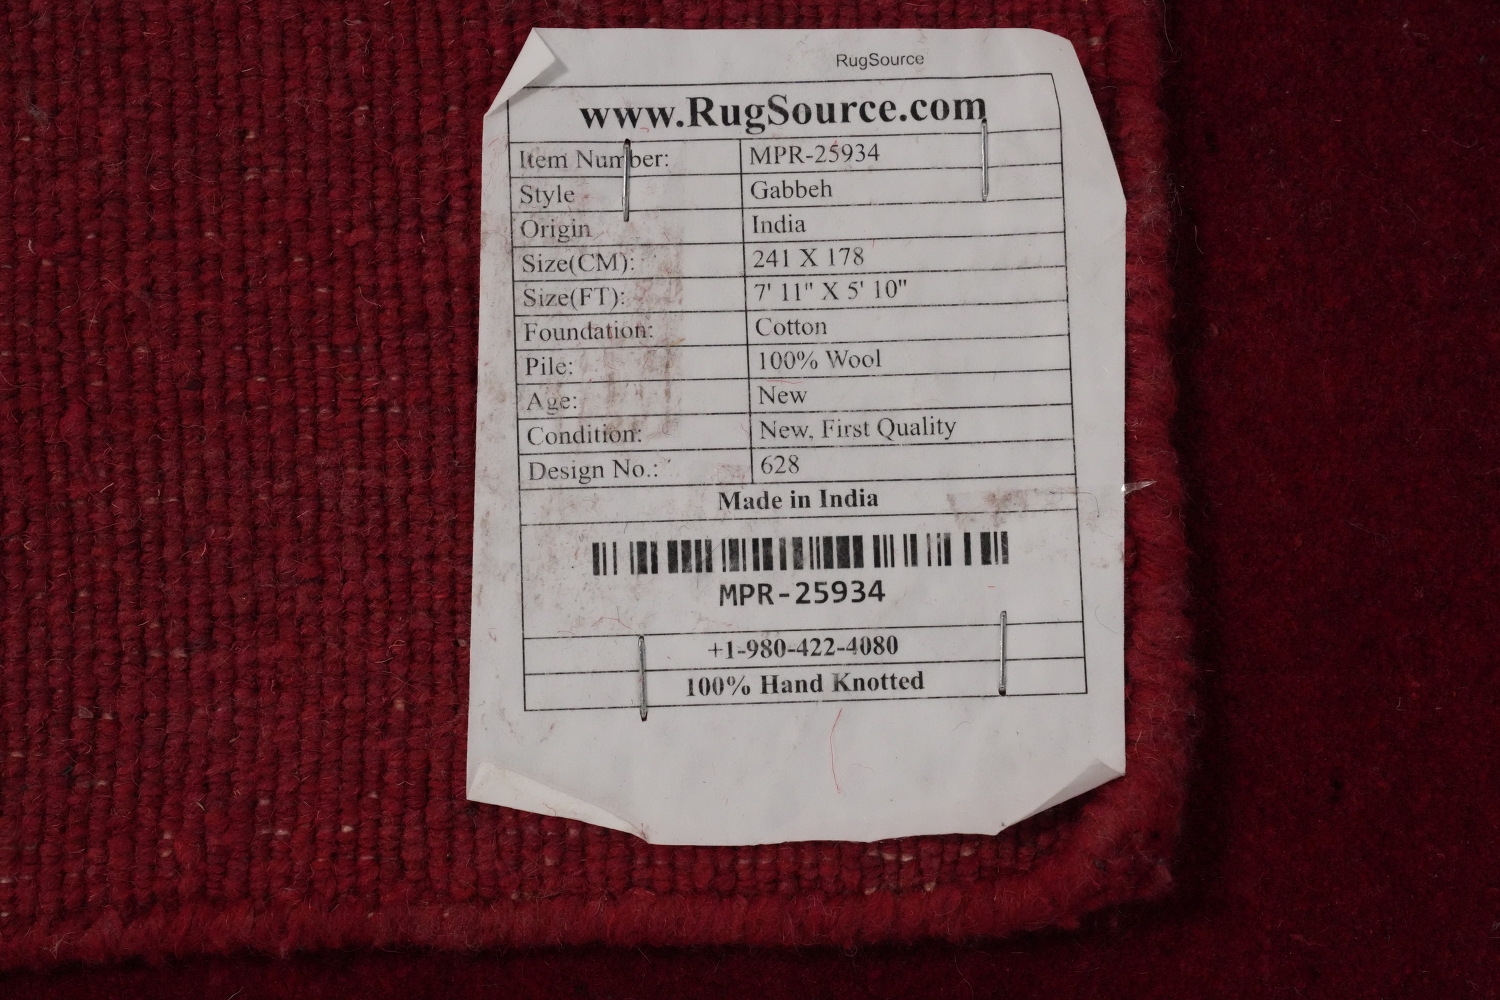 RugSource
www.RugSource.com
Item Number: MPR-25934
Style Gabbeh
Origin India
Size(CM): 241 X 178
Size(FT): 7' 11" X 5' 10"
Foundation: Cotton
Pile: 100% Wool
Age: New
Condition: New, First Quality
Design No.: 628
Made in India
MPR-25934
+1-980-422-4080
100% Hand Knotted